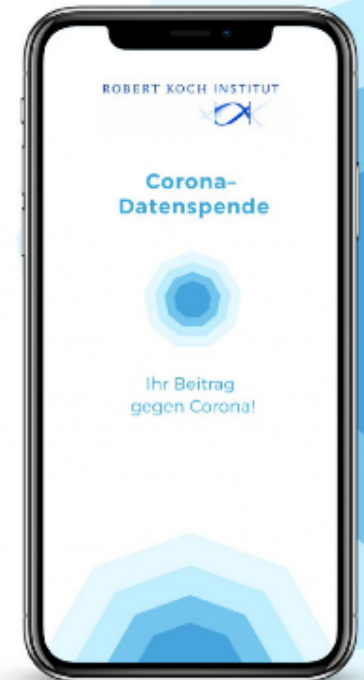 ROBERT KOCH INSTITUT
Corona-
Datenspende
Ihr Beitrag
gegen Corona!